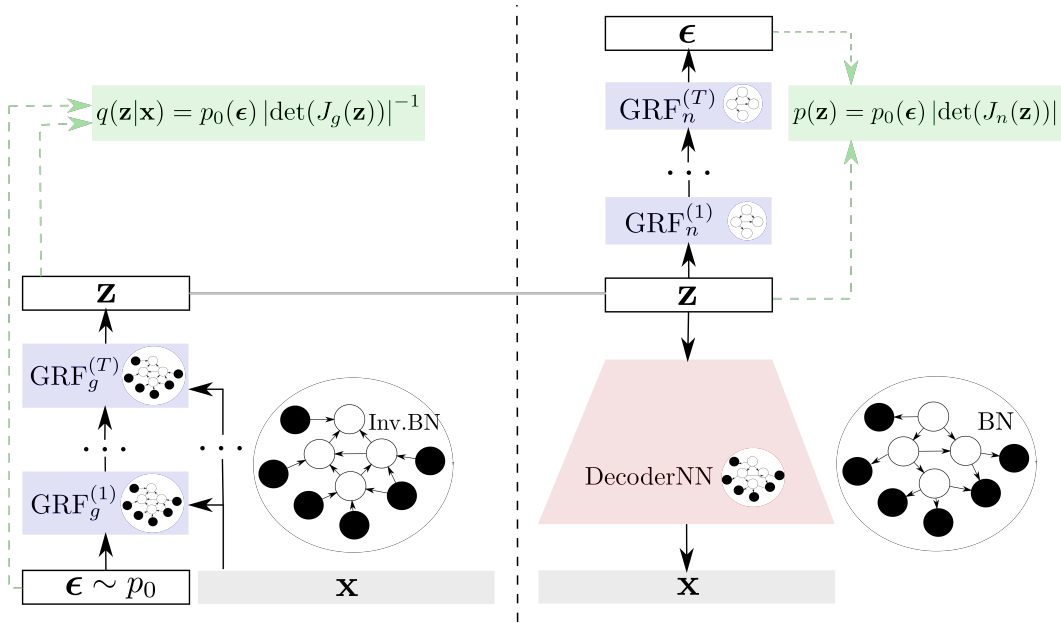 q(𝐳|𝐱) = p₀(𝛜) |det(J_g(𝐳))|⁻¹
𝐳
GRF_g^(T)
· · ·
· · ·
GRF_g^(1)
𝛜 ∼ p₀
𝐱
Inv.BN
𝛜
GRF_n^(T)
p(𝐳) = p₀(𝛜) |det(J_n(𝐳))|
· · ·
GRF_n^(1)
𝐳
DecoderNN
BN
𝐱